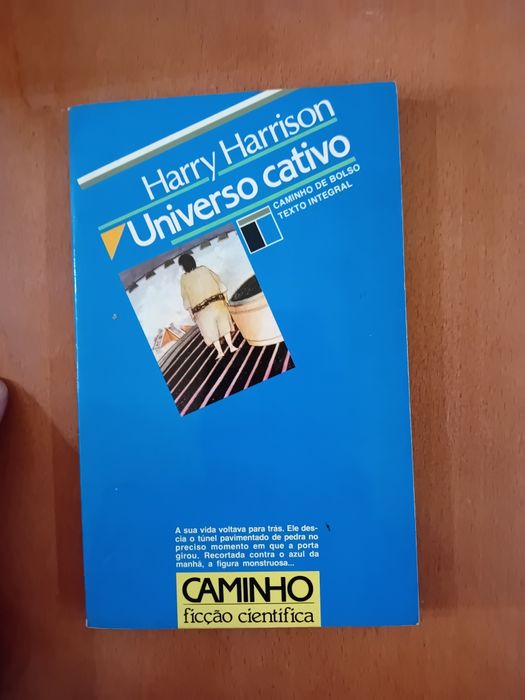 Harry Harrison
Universo cativo
CAMINHO DE BOLSO
TEXTO INTEGRAL
A sua vida voltava para trás. Ele des-
cia o túnel pavimentado de pedra no
preciso momento em que a porta
girou. Recortada contra o azul da
manhã, a figura monstruosa...
CAMINHO
ficção científica